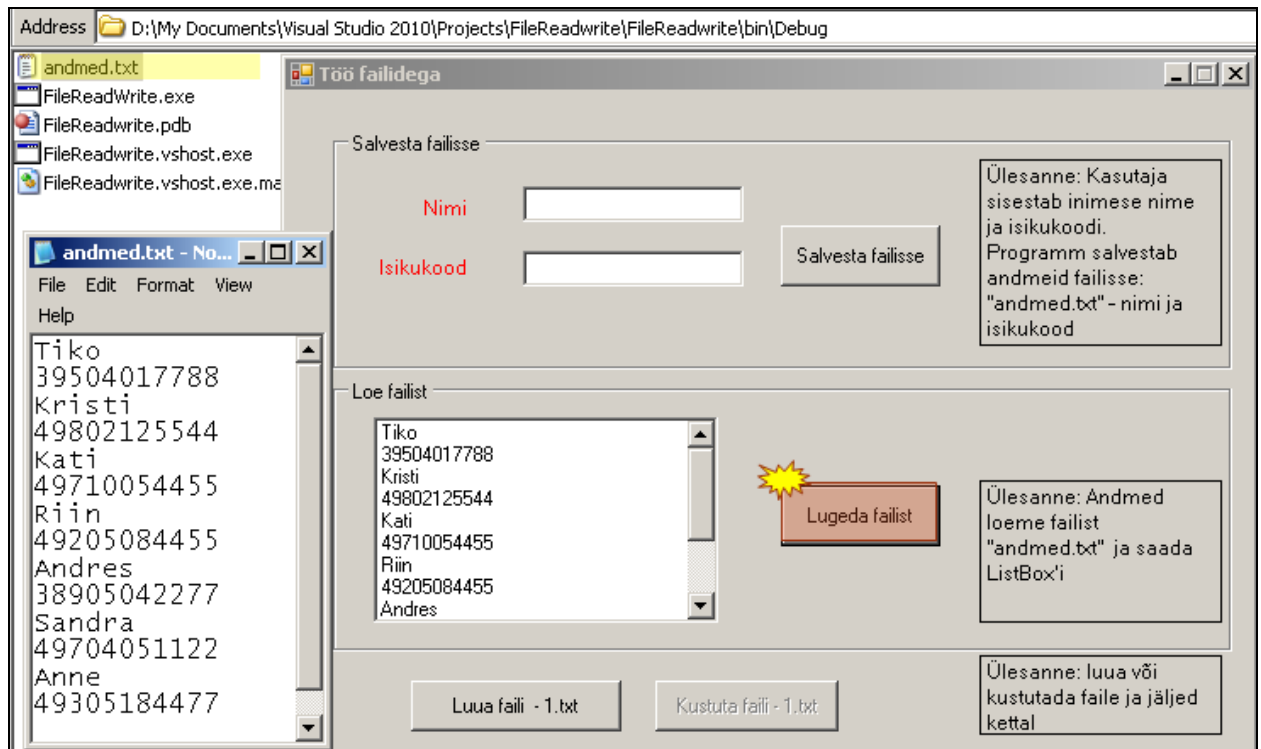 Address D:\My Documents\Visual Studio 2010\Projects\FileReadwrite\FileReadwrite\bin\Debug
andmed.txt
FileReadWrite.exe
FileReadwrite.pdb
FileReadwrite.vshost.exe
FileReadwrite.vshost.exe.ma
andmed.txt - No...
File Edit Format View
Help
Tiko
39504017788
Kristi
49802125544
Kati
49710054455
Riin
49205084455
Andres
38905042277
Sandra
49704051122
Anne
49305184477
Töö failidega
Salvesta failisse
Nimi
Isikukood
Salvesta failisse
Ülesanne: Kasutaja
sisestab inimese nime
ja isikukoodi.
Programm salvestab
andmeid failisse:
"andmed.txt" - nimi ja
isikukood
Loe failist
Tiko
39504017788
Kristi
49802125544
Kati
49710054455
Riin
49205084455
Andres
Lugeda failist
Ülesanne: Andmed
loeme failist
"andmed.txt" ja saada
ListBox'i
Luua faili - 1.txt
Kustuta faili - 1.txt
Ülesanne: luua või
kustutada faile ja jäljed
kettal